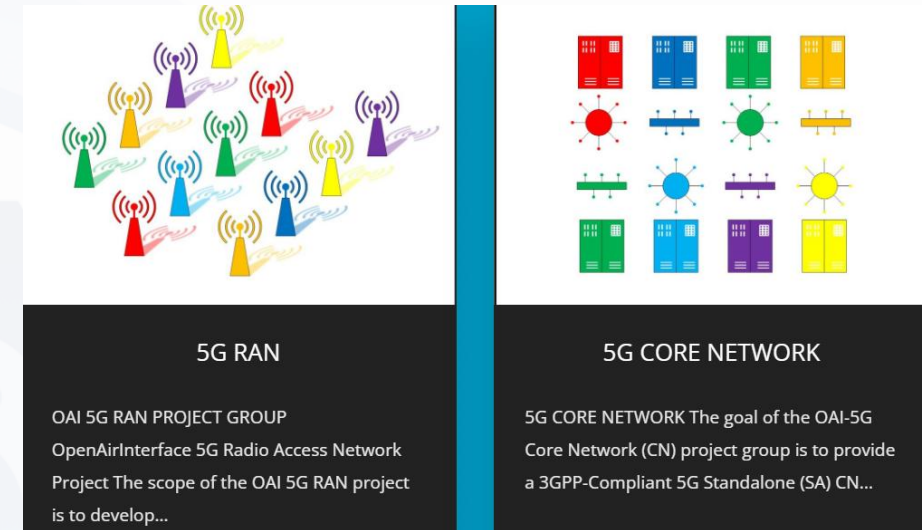 5G RAN
OAI 5G RAN PROJECT GROUP
OpenAirInterface 5G Radio Access Network
Project The scope of the OAI 5G RAN project
is to develop...
5G CORE NETWORK
5G CORE NETWORK The goal of the OAI-5G
Core Network (CN) project group is to provide
a 3GPP-Compliant 5G Standalone (SA) CN...